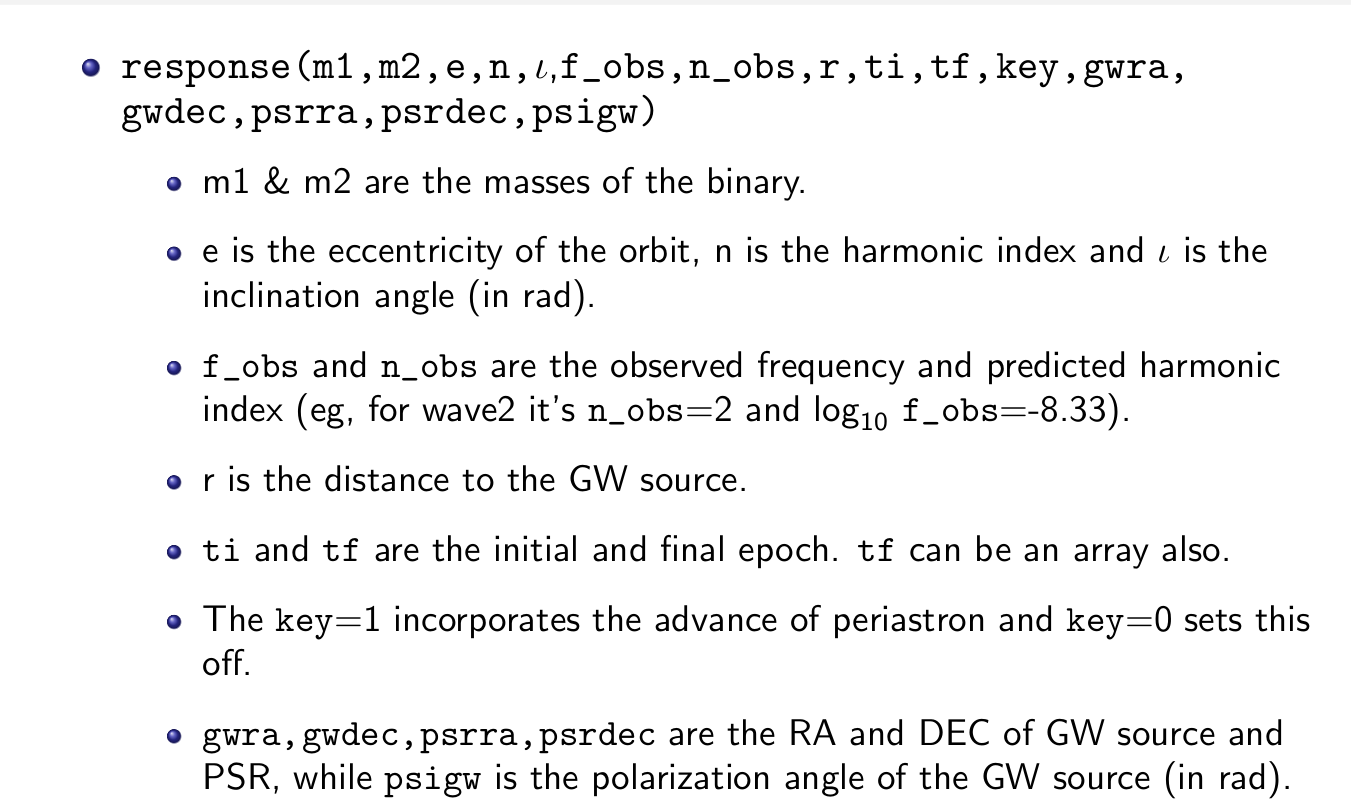 response(m1,m2,e,n,ι,f_obs,n_obs,r,ti,tf,key,gwra,
gwdec,psrra,psrdec,psigw)
m1 & m2 are the masses of the binary.
e is the eccentricity of the orbit, n is the harmonic index and ι is the
inclination angle (in rad).
f_obs and n_obs are the observed frequency and predicted harmonic
index (eg, for wave2 it's n_obs=2 and log₁₀ f_obs=-8.33).
r is the distance to the GW source.
ti and tf are the initial and final epoch. tf can be an array also.
The key=1 incorporates the advance of periastron and key=0 sets this
off.
gwra,gwdec,psrra,psrdec are the RA and DEC of GW source and
PSR, while psigw is the polarization angle of the GW source (in rad).